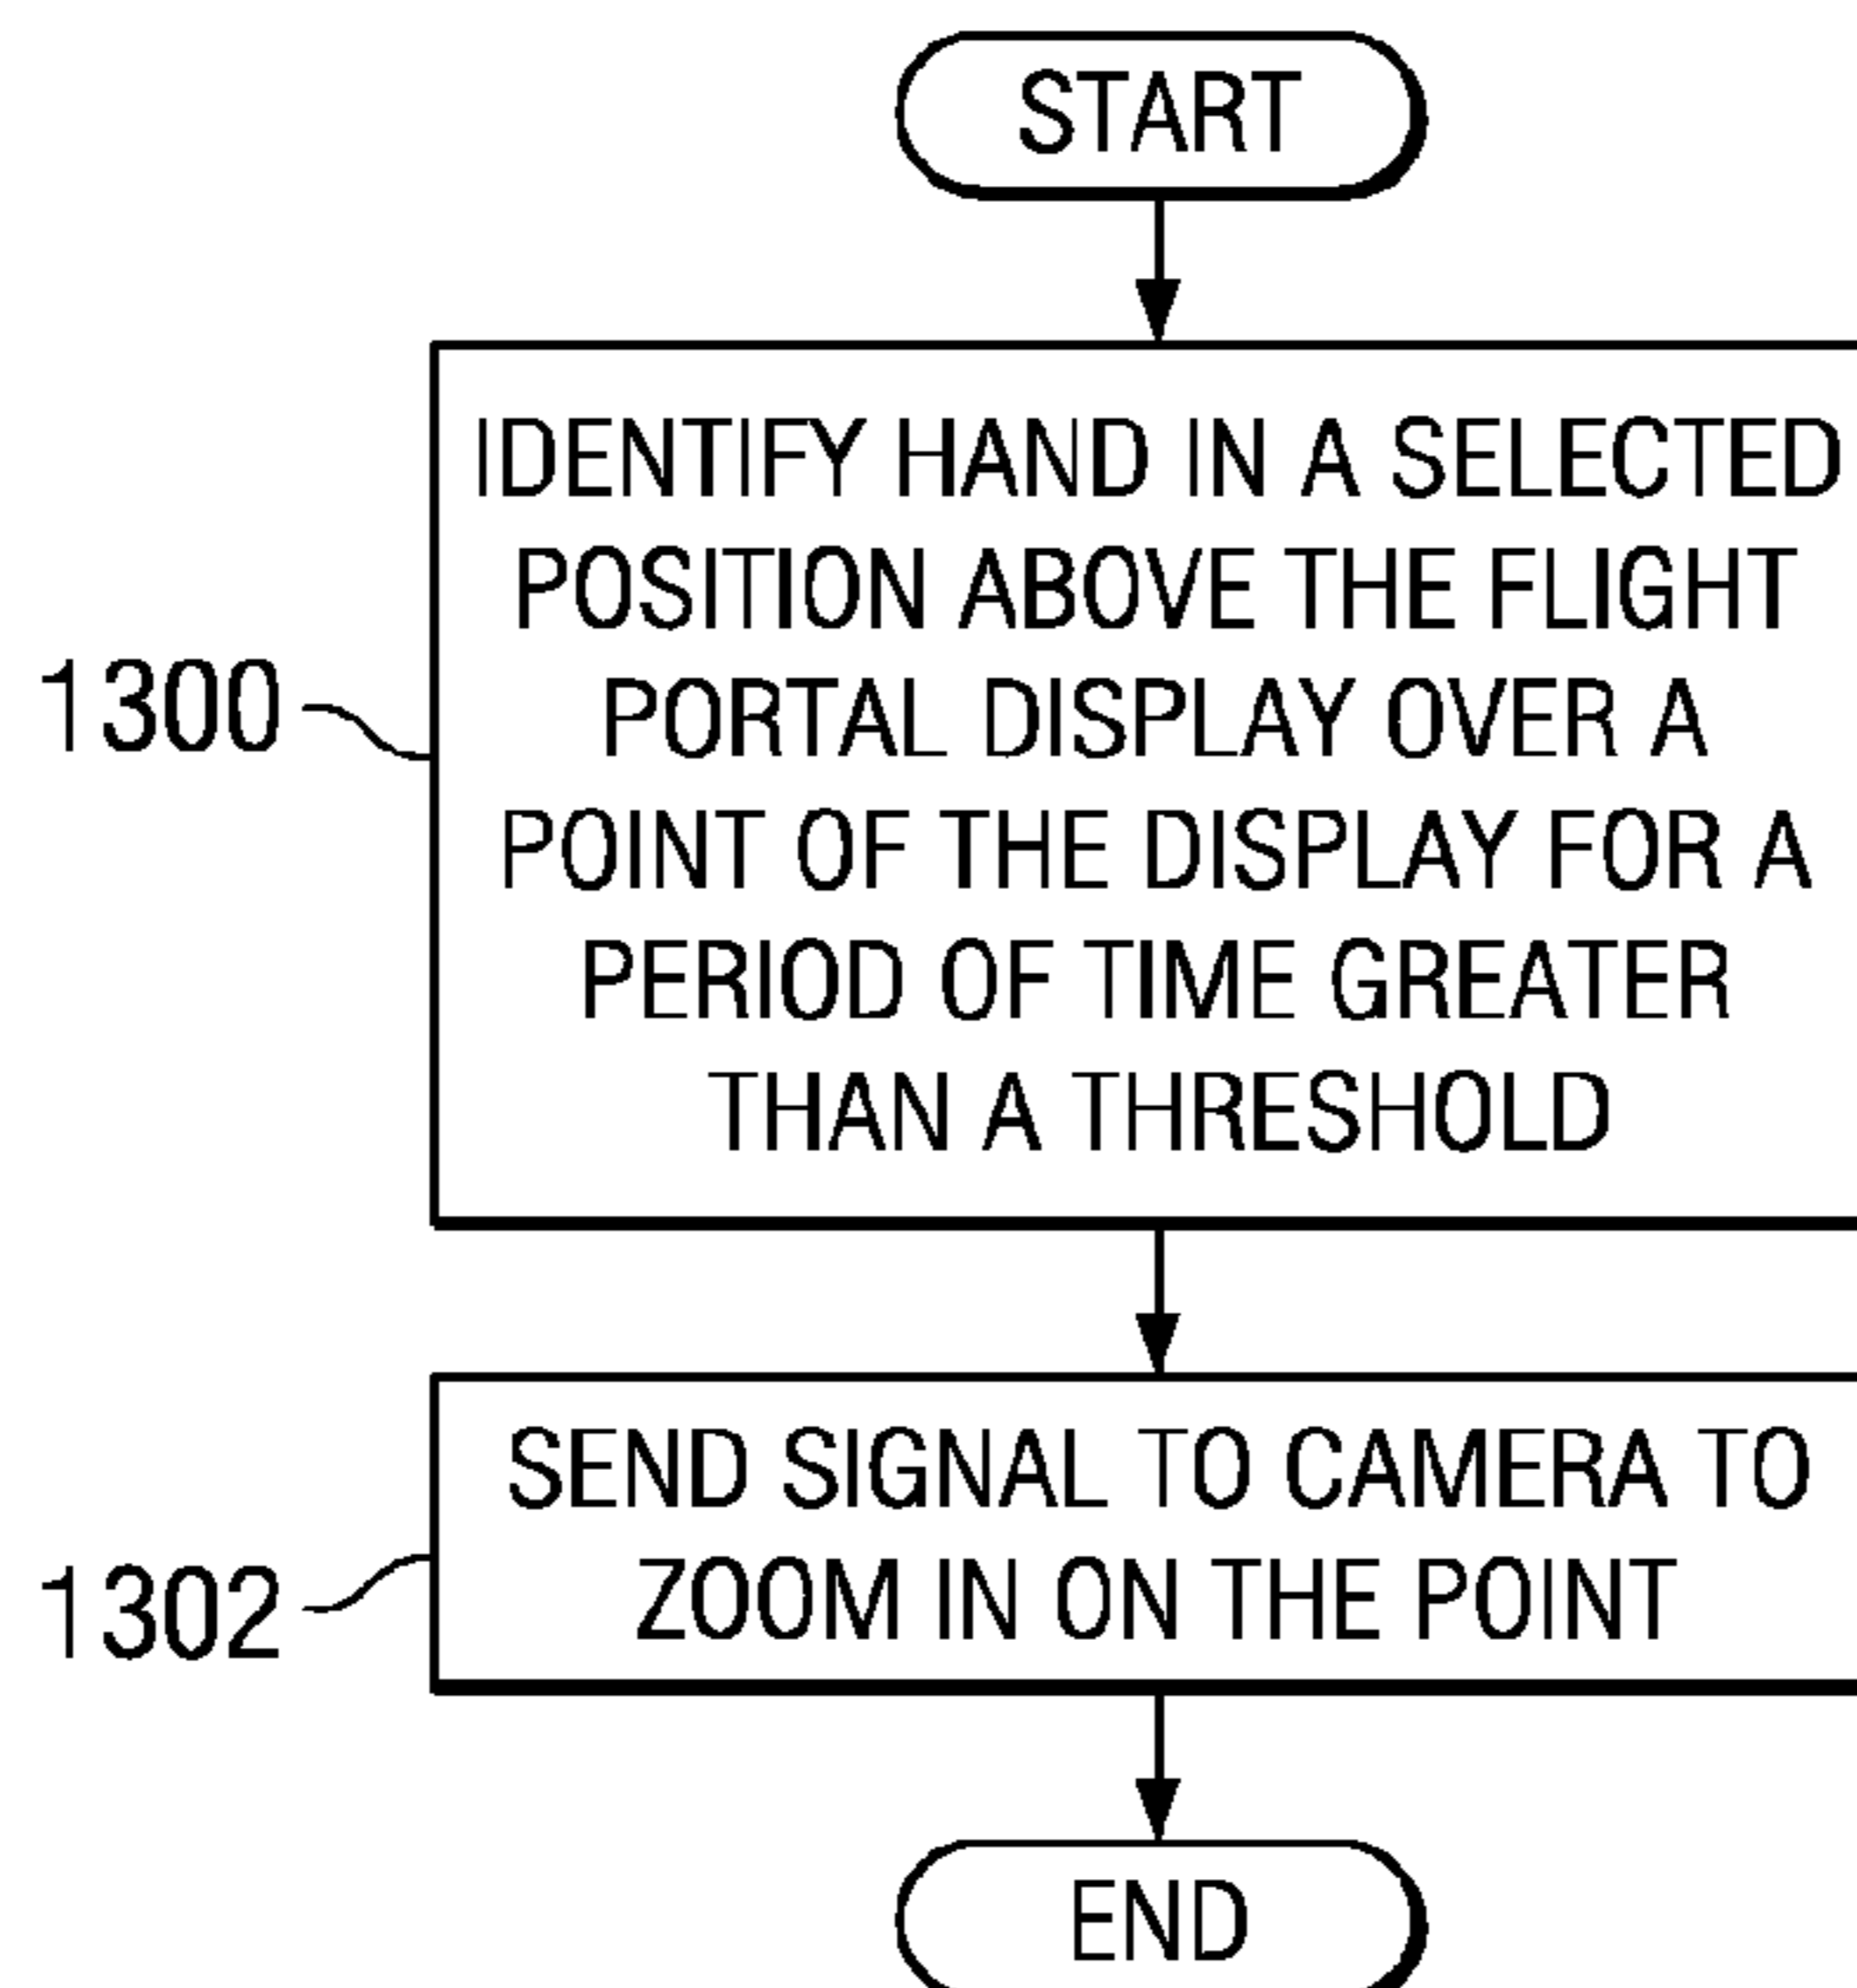 START
IDENTIFY HAND IN A SELECTED
POSITION ABOVE THE FLIGHT
PORTAL DISPLAY OVER A
POINT OF THE DISPLAY FOR A
PERIOD OF TIME GREATER
THAN A THRESHOLD
1300
SEND SIGNAL TO CAMERA TO
ZOOM IN ON THE POINT
1302
END